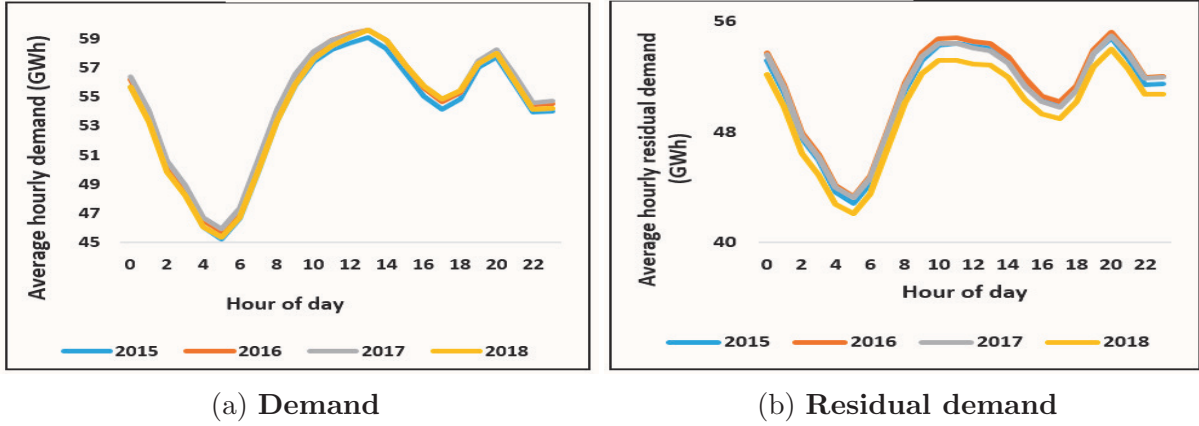 Average hourly demand (GWh)
59
57
55
53
51
49
47
45
0 2 4 6 8 10 12 14 16 18 20 22
Hour of day
2015 2016 2017 2018
(a) Demand
Average hourly residual demand
(GWh)
56
48
40
0 2 4 6 8 10 12 14 16 18 20 22
Hour of day
2015 2016 2017 2018
(b) Residual demand